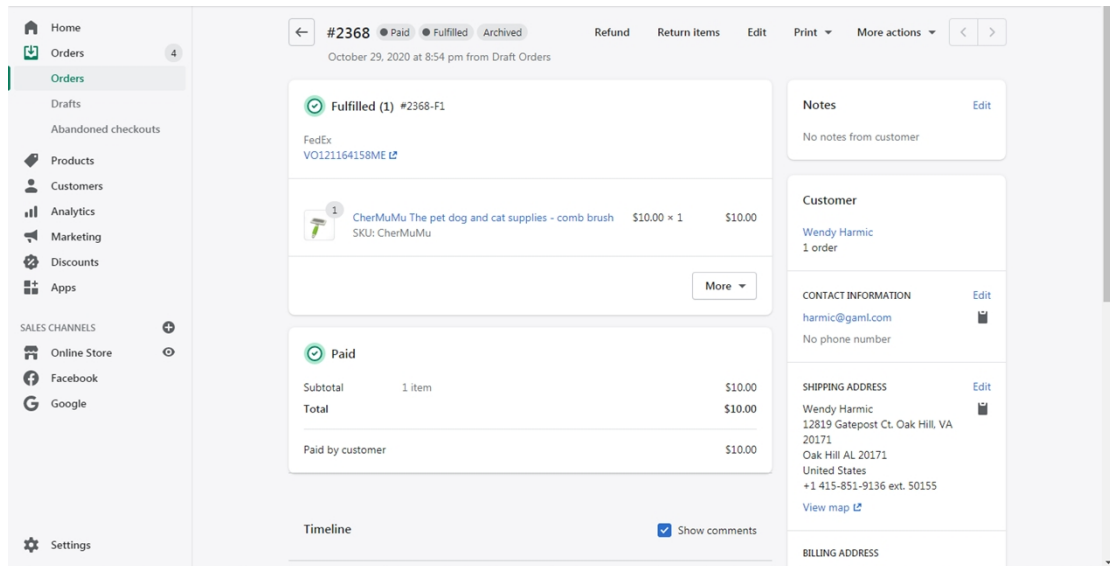 Home
Orders 4
Orders
Drafts
Abandoned checkouts
Products
Customers
Analytics
Marketing
Discounts
Apps
SALES CHANNELS
Online Store
Facebook
Google
Settings
#2368 Paid Fulfilled Archived
Refund Return items Edit Print More actions
October 29, 2020 at 8:54 pm from Draft Orders
Fulfilled (1) #2368-F1
FedEx
VO121164158ME
1
CherMuMu The pet dog and cat supplies - comb brush $10.00 × 1 $10.00
SKU: CherMuMu
More
Paid
Subtotal 1 item $10.00
Total $10.00
Paid by customer $10.00
Timeline Show comments
Notes Edit
No notes from customer
Customer
Wendy Harmic
1 order
CONTACT INFORMATION Edit
harmic@gaml.com
No phone number
SHIPPING ADDRESS Edit
Wendy Harmic
12819 Gatepost Ct. Oak Hill, VA
20171
Oak Hill AL 20171
United States
+1 415-851-9136 ext. 50155
View map
BILLING ADDRESS